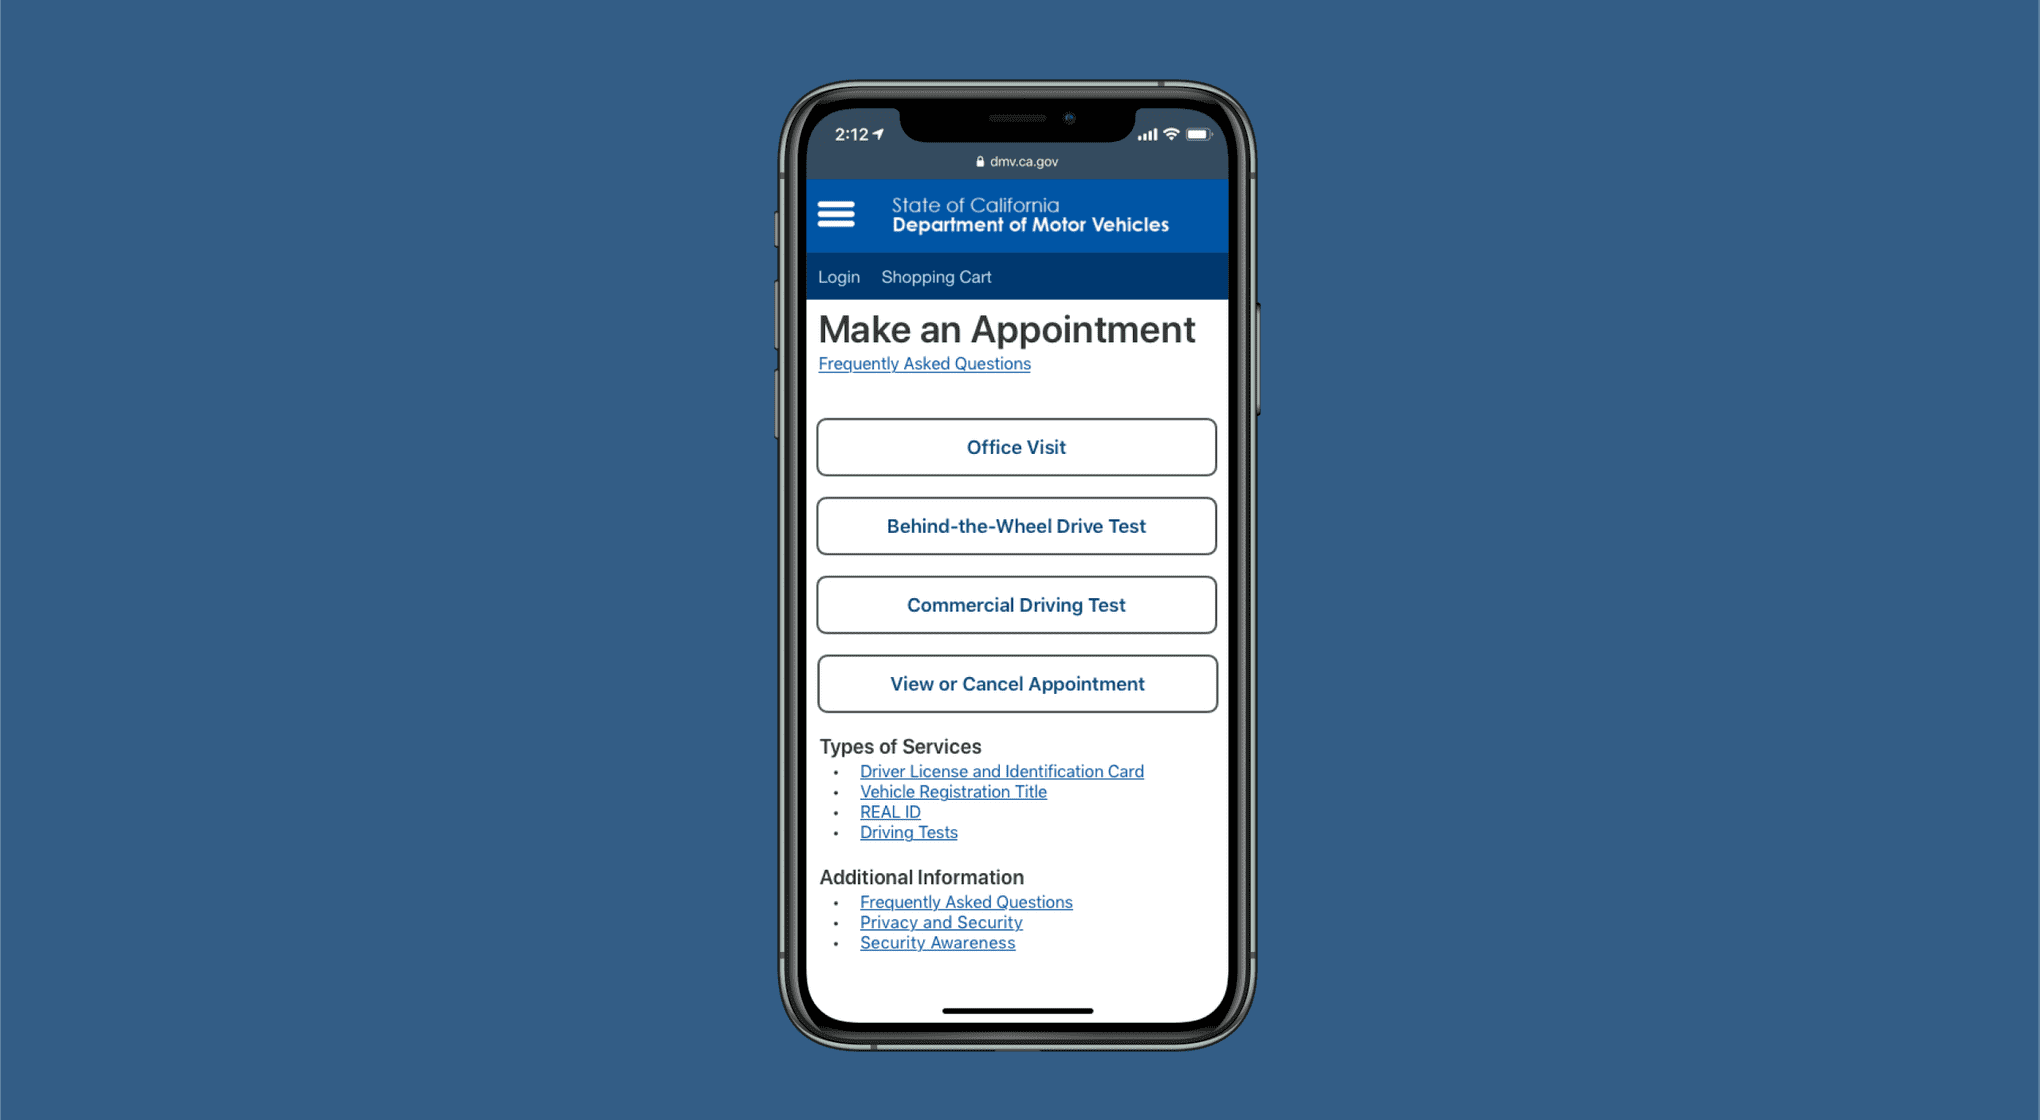 2:12
dmv.ca.gov
State of California
Department of Motor Vehicles
Login Shopping Cart
Make an Appointment
Frequently Asked Questions
Office Visit
Behind-the-Wheel Drive Test
Commercial Driving Test
View or Cancel Appointment
Types of Services
• Driver License and Identification Card
• Vehicle Registration Title
• REAL ID
• Driving Tests
Additional Information
• Frequently Asked Questions
• Privacy and Security
• Security Awareness